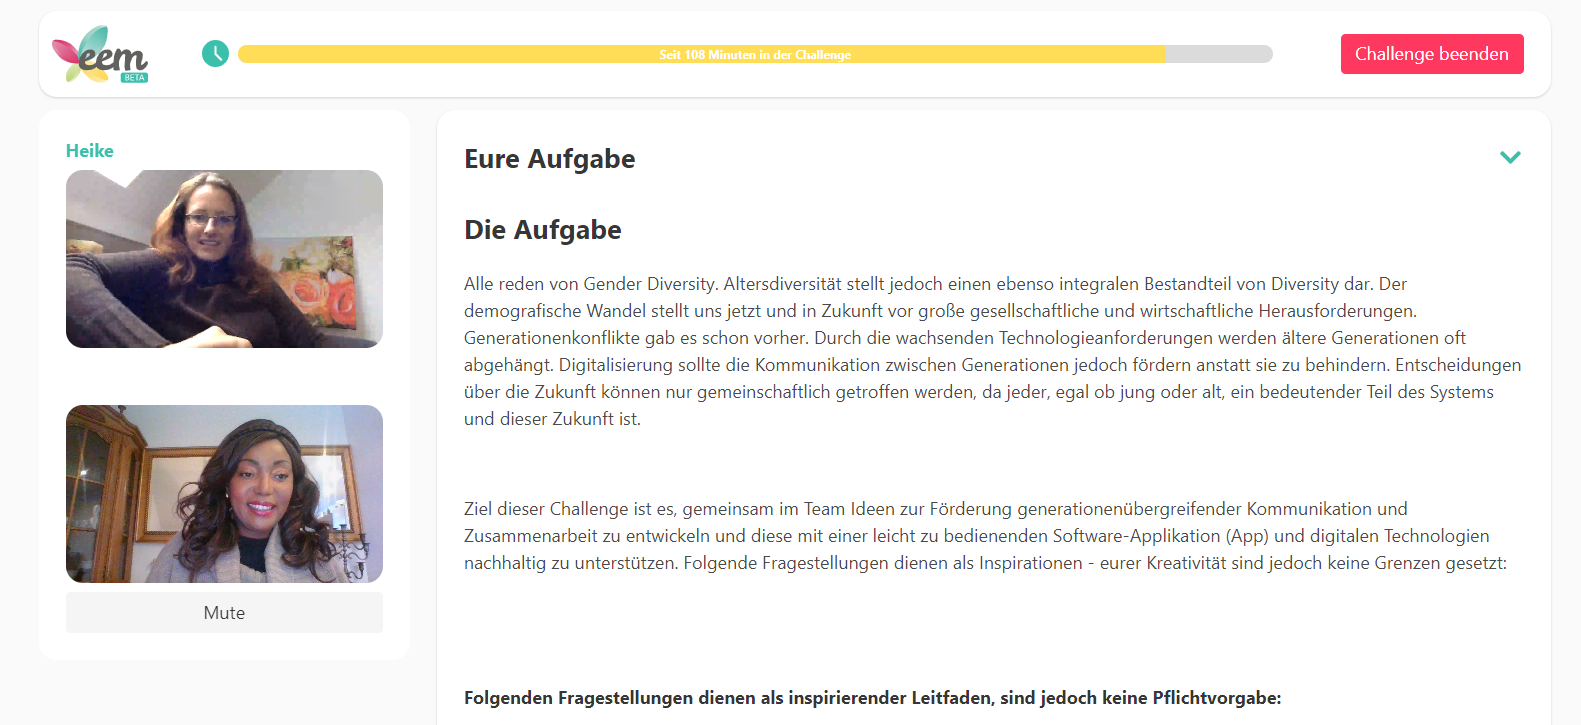 eem
BETA
Seit 108 Minuten in der Challenge
Challenge beenden
Heike
Mute
Eure Aufgabe
Die Aufgabe
Alle reden von Gender Diversity. Altersdiversität stellt jedoch einen ebenso integralen Bestandteil von Diversity dar. Der
demografische Wandel stellt uns jetzt und in Zukunft vor große gesellschaftliche und wirtschaftliche Herausforderungen.
Generationenkonflikte gab es schon vorher. Durch die wachsenden Technologieanforderungen werden ältere Generationen oft
abgehängt. Digitalisierung sollte die Kommunikation zwischen Generationen jedoch fördern anstatt sie zu behindern. Entscheidungen
über die Zukunft können nur gemeinschaftlich getroffen werden, da jeder, egal ob jung oder alt, ein bedeutender Teil des Systems
und dieser Zukunft ist.
Ziel dieser Challenge ist es, gemeinsam im Team Ideen zur Förderung generationenübergreifender Kommunikation und
Zusammenarbeit zu entwickeln und diese mit einer leicht zu bedienenden Software-Applikation (App) und digitalen Technologien
nachhaltig zu unterstützen. Folgende Fragestellungen dienen als Inspirationen - eurer Kreativität sind jedoch keine Grenzen gesetzt:
Folgenden Fragestellungen dienen als inspirierender Leitfaden, sind jedoch keine Pflichtvorgabe: